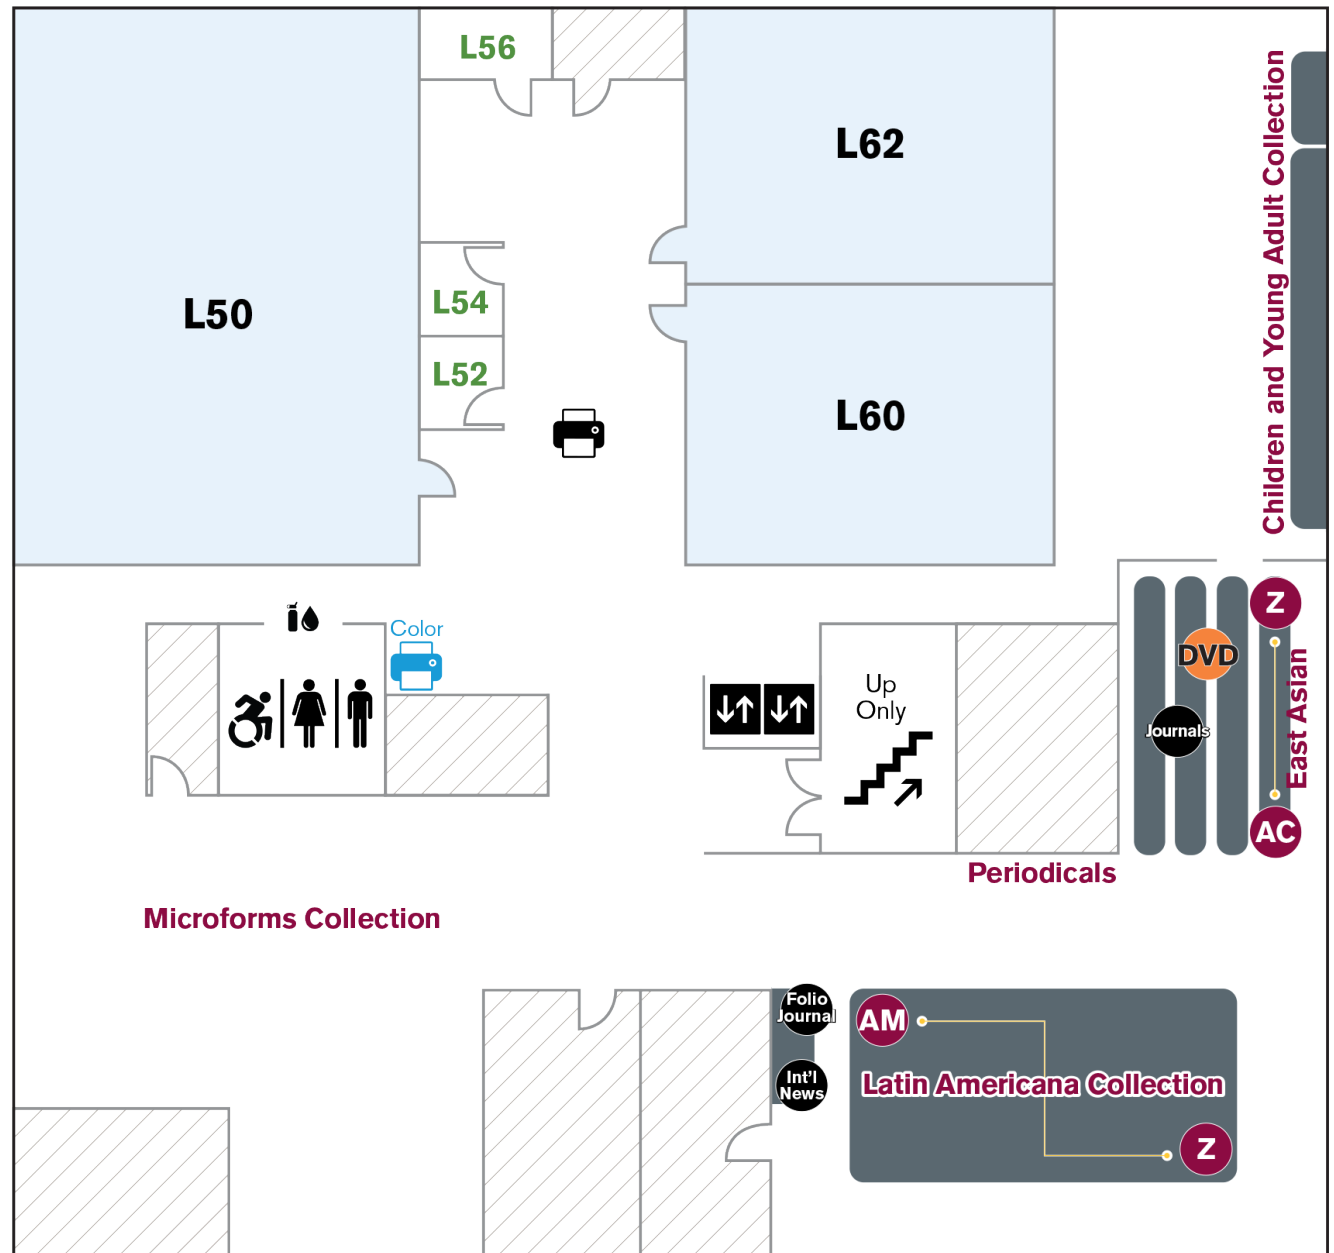 L56
L62
L50
L54
L52
L60
Children and Young Adult Collection
Color
Up
Only
Z
DVD
Journals
East Asian
AC
Periodicals
Microforms Collection
Folio
Journal
Int'l
News
AM
Latin Americana Collection
Z